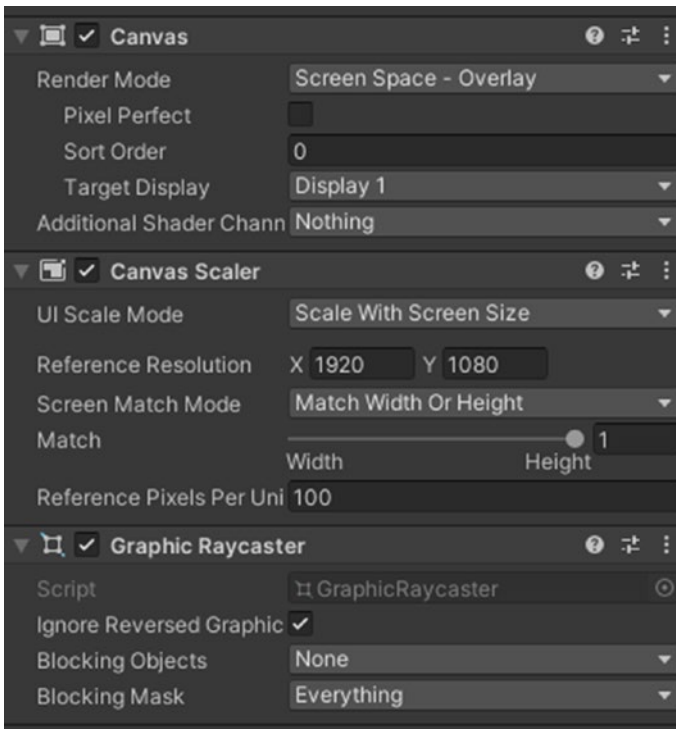 Canvas
Render Mode Screen Space - Overlay
Pixel Perfect
Sort Order 0
Target Display Display 1
Additional Shader Chann Nothing
Canvas Scaler
UI Scale Mode Scale With Screen Size
Reference Resolution X 1920 Y 1080
Screen Match Mode Match Width Or Height
Match 1
Width Height
Reference Pixels Per Uni 100
Graphic Raycaster
Script GraphicRaycaster
Ignore Reversed Graphic
Blocking Objects None
Blocking Mask Everything